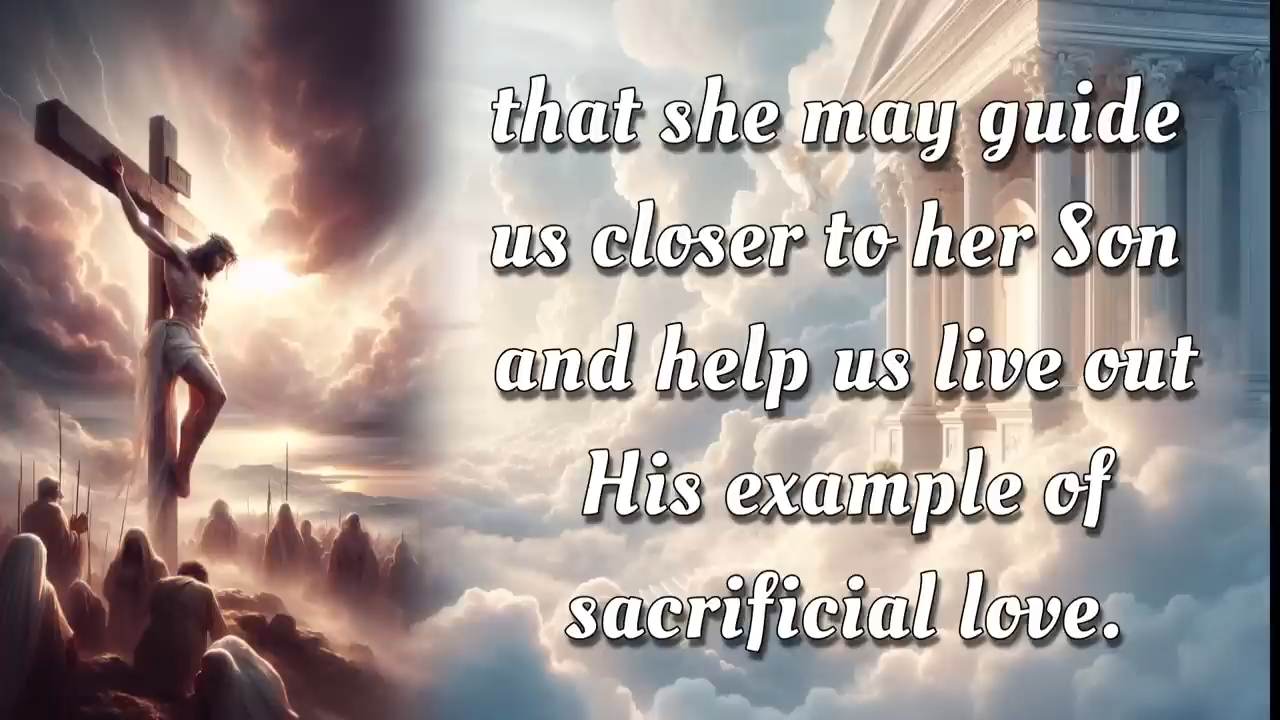 that she may guide
us closer to her Son
and help us live out
His example of
sacrificial love.